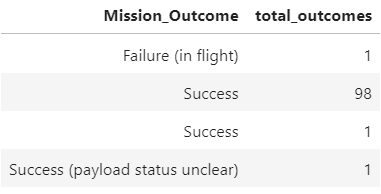 Mission_Outcome total_outcomes
Failure (in flight) 1
Success 98
Success 1
Success (payload status unclear) 1